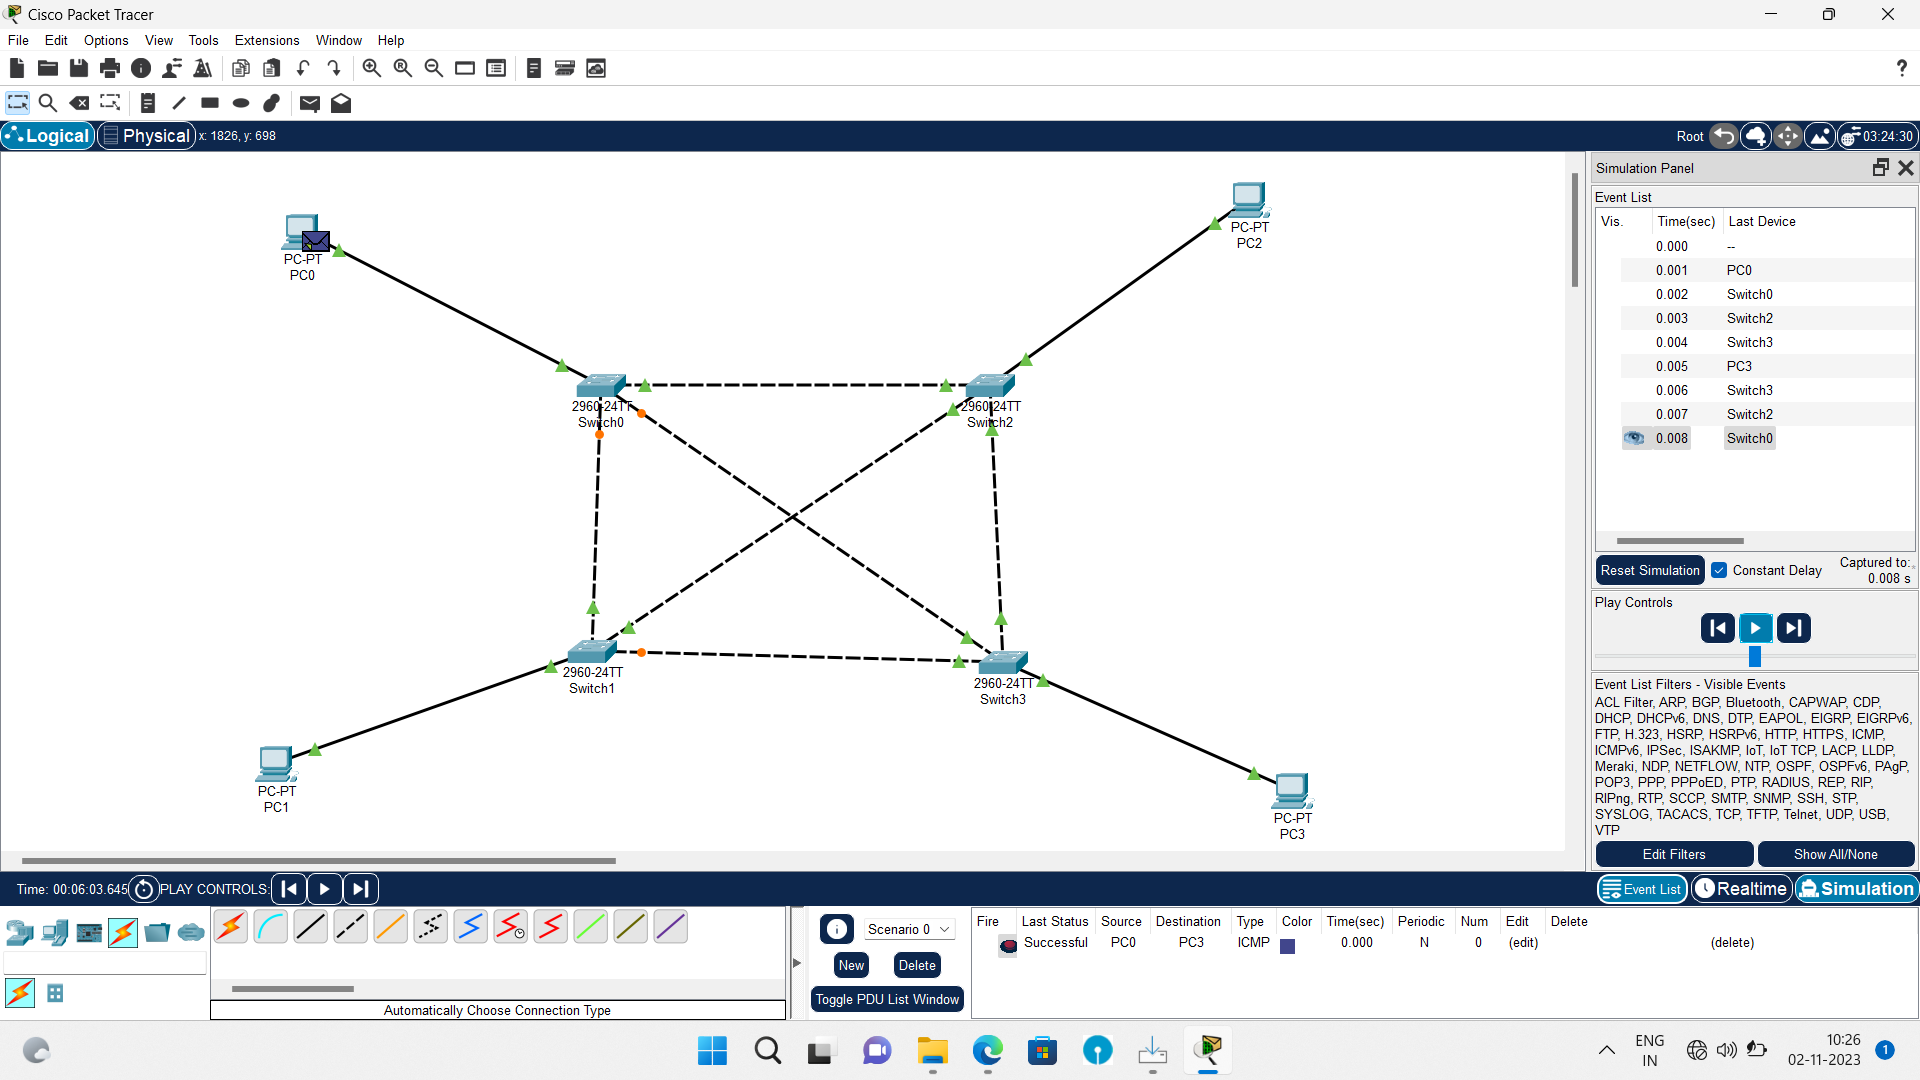 Cisco Packet Tracer
File Edit Options View Tools Extensions Window Help
?
Logical Physical x: 1826, y: 698 Root 03:24:30
PC-PT
PC0
PC-PT
PC2
2960-24TT
Switch0
2960-24TT
Switch2
2960-24TT
Switch1
2960-24TT
Switch3
PC-PT
PC1
PC-PT
PC3
Simulation Panel
Event List
Vis. Time(sec) Last Device
0.000 --
0.001 PC0
0.002 Switch0
0.003 Switch2
0.004 Switch3
0.005 PC3
0.006 Switch3
0.007 Switch2
0.008 Switch0
Reset Simulation Constant Delay Captured to:
0.008 s
Play Controls
Event List Filters - Visible Events
ACL Filter, ARP, BGP, Bluetooth, CAPWAP, CDP,
DHCP, DHCPv6, DNS, DTP, EAPOL, EIGRP, EIGRPv6,
FTP, H.323, HSRP, HSRPv6, HTTP, HTTPS, ICMP,
ICMPv6, IPSec, ISAKMP, IoT, IoT TCP, LACP, LLDP,
Meraki, NDP, NETFLOW, NTP, OSPF, OSPFv6, PAgP,
POP3, PPP, PPPoED, PTP, RADIUS, REP, RIP,
RIPng, RTP, SCCP, SMTP, SNMP, SSH, STP,
SYSLOG, TACACS, TCP, TFTP, Telnet, UDP, USB,
VTP
Edit Filters Show All/None
Time: 00:06:03.645 PLAY CONTROLS: Event List Realtime Simulation
Automatically Choose Connection Type
Scenario 0
New Delete
Toggle PDU List Window
Fire Last Status Source Destination Type Color Time(sec) Periodic Num Edit Delete
Successful PC0 PC3 ICMP 0.000 N 0 (edit) (delete)
ENG
IN
10:26
02-11-2023
1